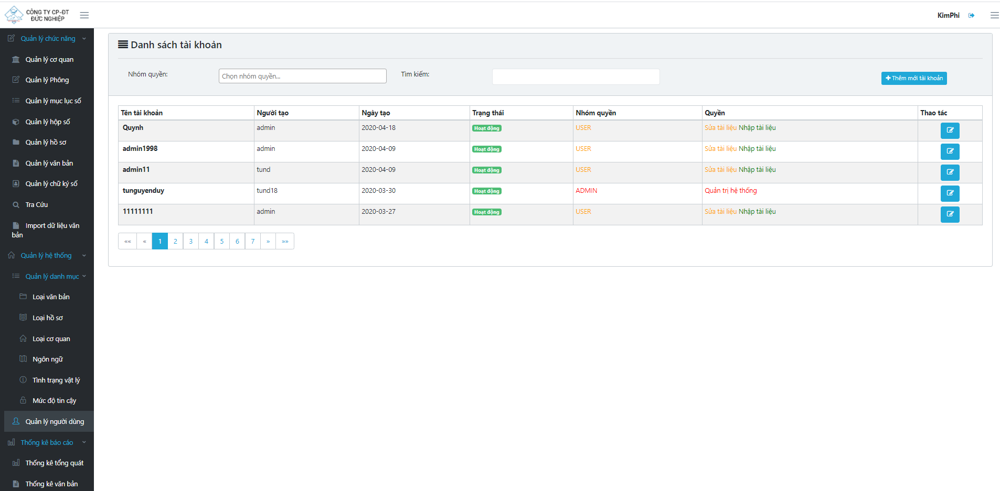 CÔNG TY CP-ĐT
ĐỨC NGHIỆP
KimPhi
Quản lý chức năng
Quản lý cơ quan
Quản lý Phông
Quản lý mục lục số
Quản lý hộp số
Quản lý hồ sơ
Quản lý văn bản
Quản lý chữ ký số
Tra Cứu
Import dữ liệu văn
bản
Quản lý hệ thống
Quản lý danh mục
Loại văn bản
Loại hồ sơ
Loại cơ quan
Ngôn ngữ
Tình trạng vật lý
Mức độ tin cậy
Quản lý người dùng
Thống kê báo cáo
Thống kê tổng quát
Thống kê văn bản
Danh sách tài khoản
Nhóm quyền: Chọn nhóm quyền... Tìm kiếm: Thêm mới tài khoản
Tên tài khoản Người tạo Ngày tạo Trạng thái Nhóm quyền Quyền Thao tác
Quynh admin 2020-04-18 Hoạt động USER Sửa tài liệu Nhập tài liệu
admin1998 admin 2020-04-09 Hoạt động USER Sửa tài liệu Nhập tài liệu
admin11 tund 2020-04-09 Hoạt động USER Sửa tài liệu Nhập tài liệu
tunguyenduy tund18 2020-03-30 Hoạt động ADMIN Quản trị hệ thống
11111111 admin 2020-03-27 Hoạt động USER Sửa tài liệu Nhập tài liệu
«« « 1 2 3 4 5 6 7 » »»